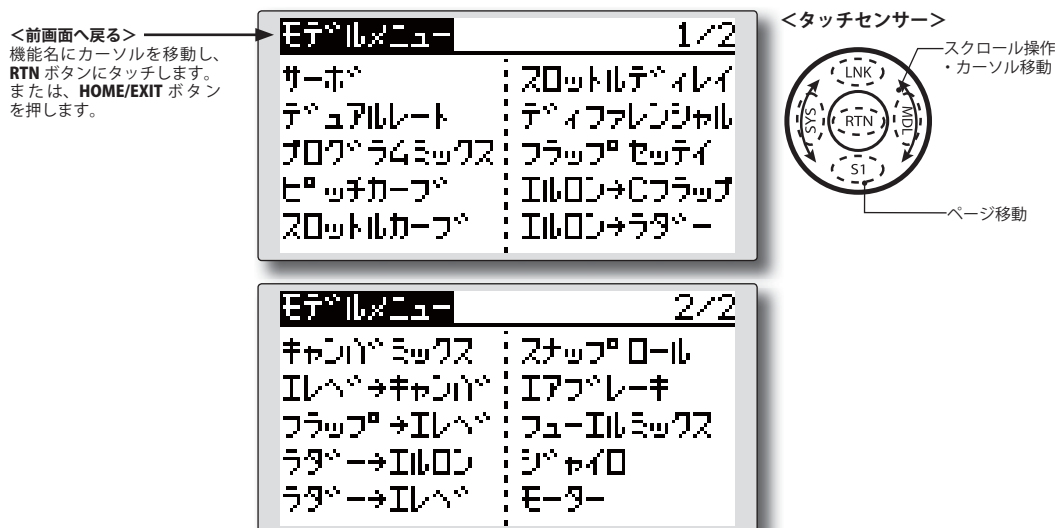 ＜前画面へ戻る＞
機能名にカーソルを移動し、
RTN ボタンにタッチします。
または、HOME/EXIT ボタン
を押します。
モデルメニュー 1/2
サーボ スロットルディレイ
デュアルレート ディファレンシャル
プログラムミックス フラップセッテイ
ピッチカーブ エルロン→Cフラップ
スロットルカーブ エルロン→ラダー
＜タッチセンサー＞
スクロール操作
・カーソル移動
LNK
SYS
RTN
MDL
S1
ページ移動
モデルメニュー 2/2
キャンバミックス スナップロール
エレベ→キャンバ エアブレーキ
フラップ→エレベ フューエルミックス
ラダー→エルロン ジャイロ
ラダー→エレベ モーター